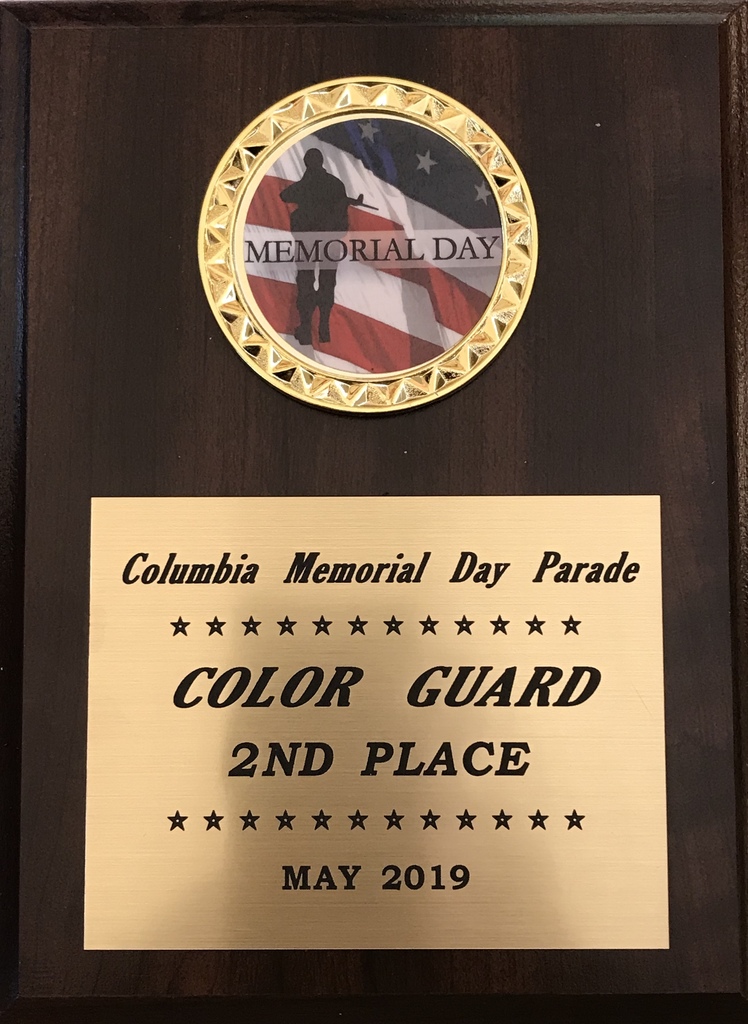 MEMORIAL DAY
Columbia Memorial Day Parade
COLOR GUARD
2ND PLACE
MAY 2019